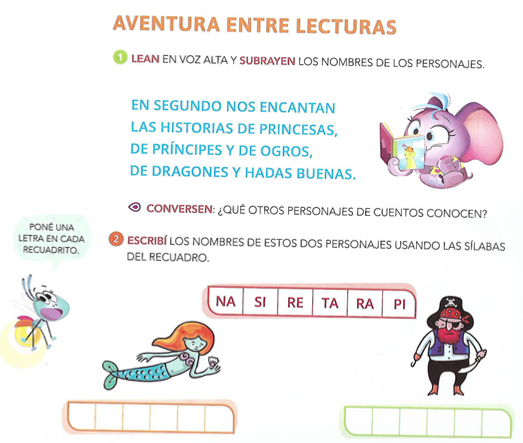 AVENTURA ENTRE LECTURAS
1 LEAN EN VOZ ALTA Y SUBRAYEN LOS NOMBRES DE LOS PERSONAJES.
EN SEGUNDO NOS ENCANTAN
LAS HISTORIAS DE PRINCESAS,
DE PRÍNCIPES Y DE OGROS,
DE DRAGONES Y HADAS BUENAS.
CONVERSEN: ¿QUÉ OTROS PERSONAJES DE CUENTOS CONOCEN?
PONÉ UNA
LETRA EN CADA
RECUADRITO.
2 ESCRIBÍ LOS NOMBRES DE ESTOS DOS PERSONAJES USANDO LAS SÍLABAS
DEL RECUADRO.
NA SI RE TA RA PI